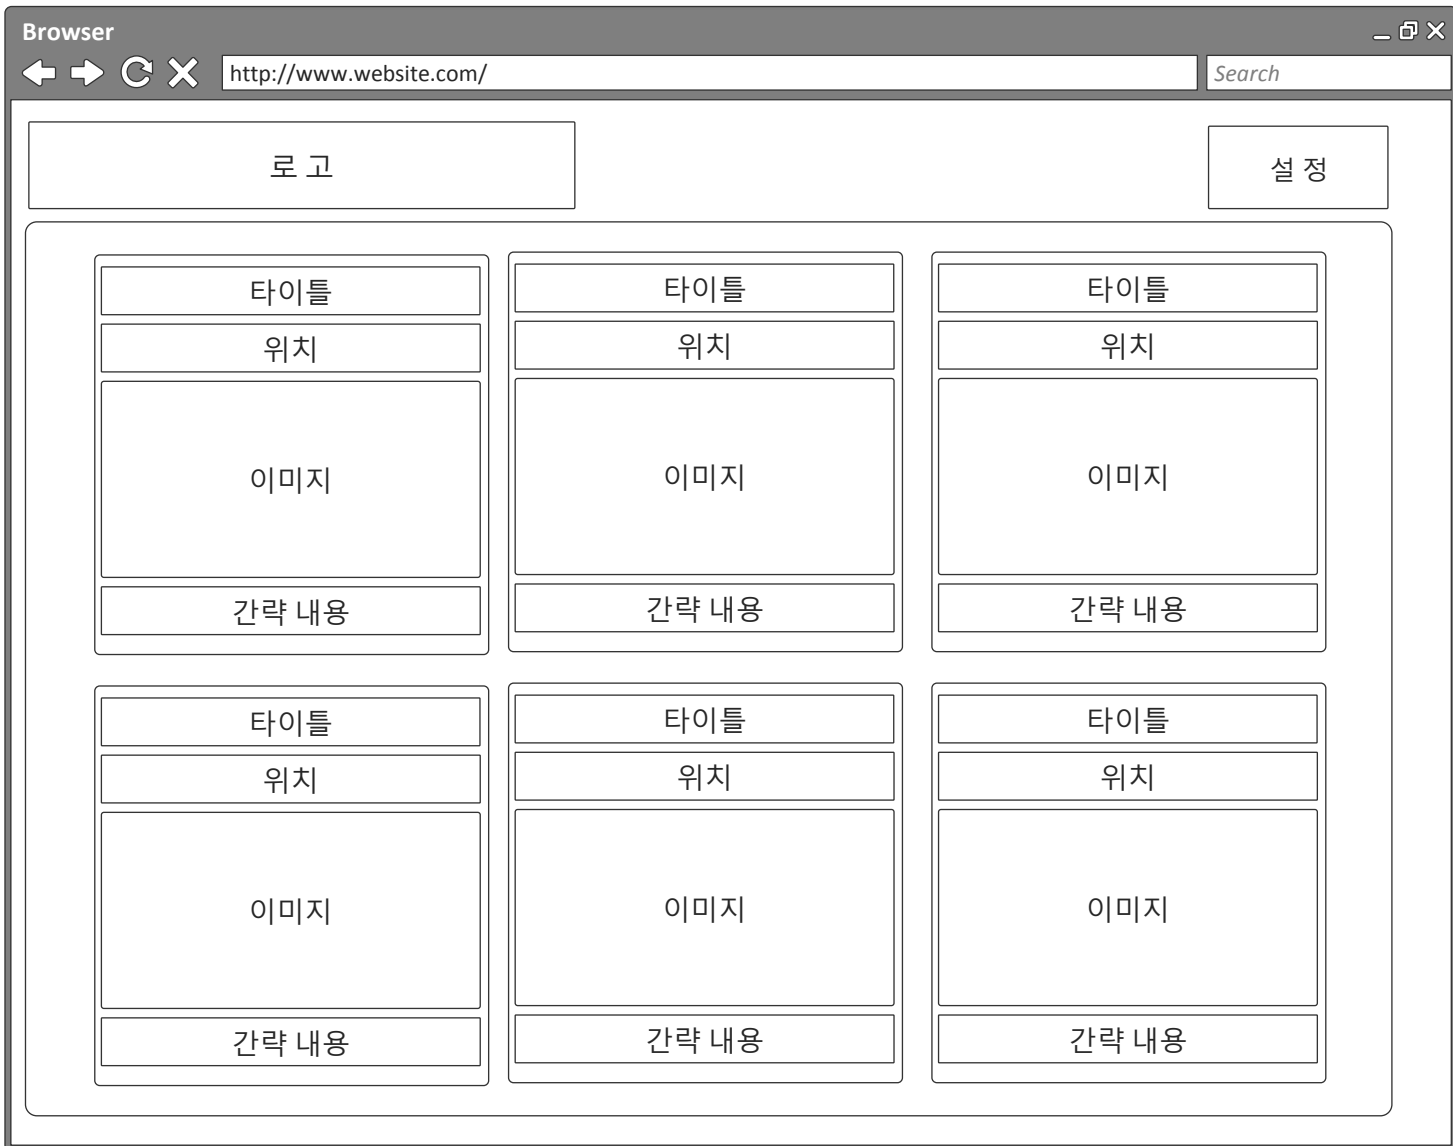 Browser
http://www.website.com/
Search
로 고
설 정
타이틀
위치
이미지
간략 내용
타이틀
위치
이미지
간략 내용
타이틀
위치
이미지
간략 내용
타이틀
위치
이미지
간략 내용
타이틀
위치
이미지
간략 내용
타이틀
위치
이미지
간략 내용